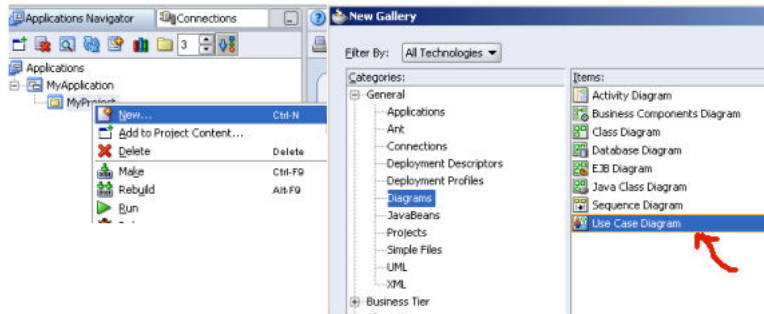 Applications Navigator
Connections
3
Applications
MyApplication
MyProject
New... Ctrl-N
Add to Project Content...
Delete Delete
Make Ctrl-F9
Rebuild Alt-F9
Run
New Gallery
Filter By: All Technologies
Categories:
General
Applications
Ant
Connections
Deployment Descriptors
Deployment Profiles
Diagrams
JavaBeans
Projects
Simple Files
UML
XML
Business Tier
Items:
Activity Diagram
Business Components Diagram
Class Diagram
Database Diagram
EJB Diagram
Java Class Diagram
Sequence Diagram
Use Case Diagram